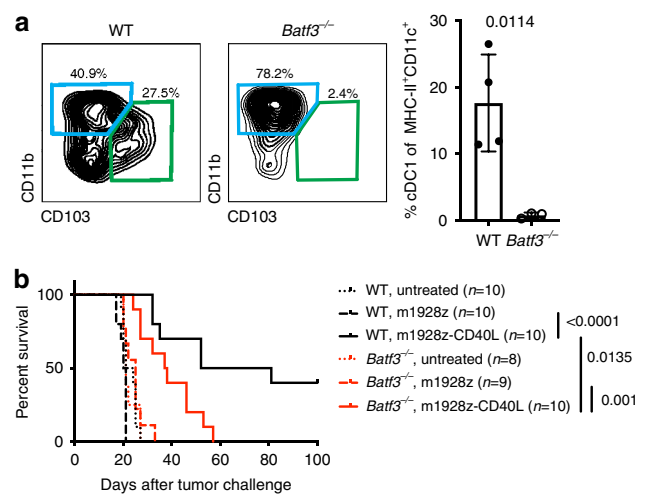 a
WT
Batf3–/–
40.9%
27.5%
78.2%
2.4%
CD11b
CD103
CD11b
CD103
0.0114
% cDC1 of MHC-II+CD11c+
30
20
10
0
WT Batf3–/–
b
Percent survival
100
50
0
0 20 40 60 80 100
Days after tumor challenge
WT, untreated (n=10)
WT, m1928z (n=10)
WT, m1928z-CD40L (n=10)
Batf3–/–, untreated (n=8)
Batf3–/–, m1928z (n=9)
Batf3–/–, m1928z-CD40L (n=10)
<0.0001
0.0135
0.001